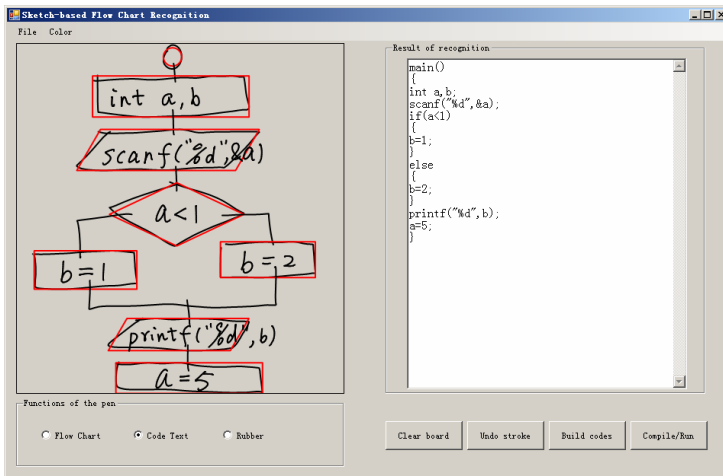 Sketch-based Flow Chart Recognition
File Color
int a,b
scanf("%d",&a)
a<1
b=1
b=2
printf("%d",b)
a=5
Result of recognition
main()
{
int a,b;
scanf("%d",&a);
if(a<1)
{
b=1;
}
else
{
b=2;
}
printf("%d",b);
a=5;
}
Functions of the pen
Flow Chart Code Text Rubber
Clear board Undo stroke Build codes Compile/Run